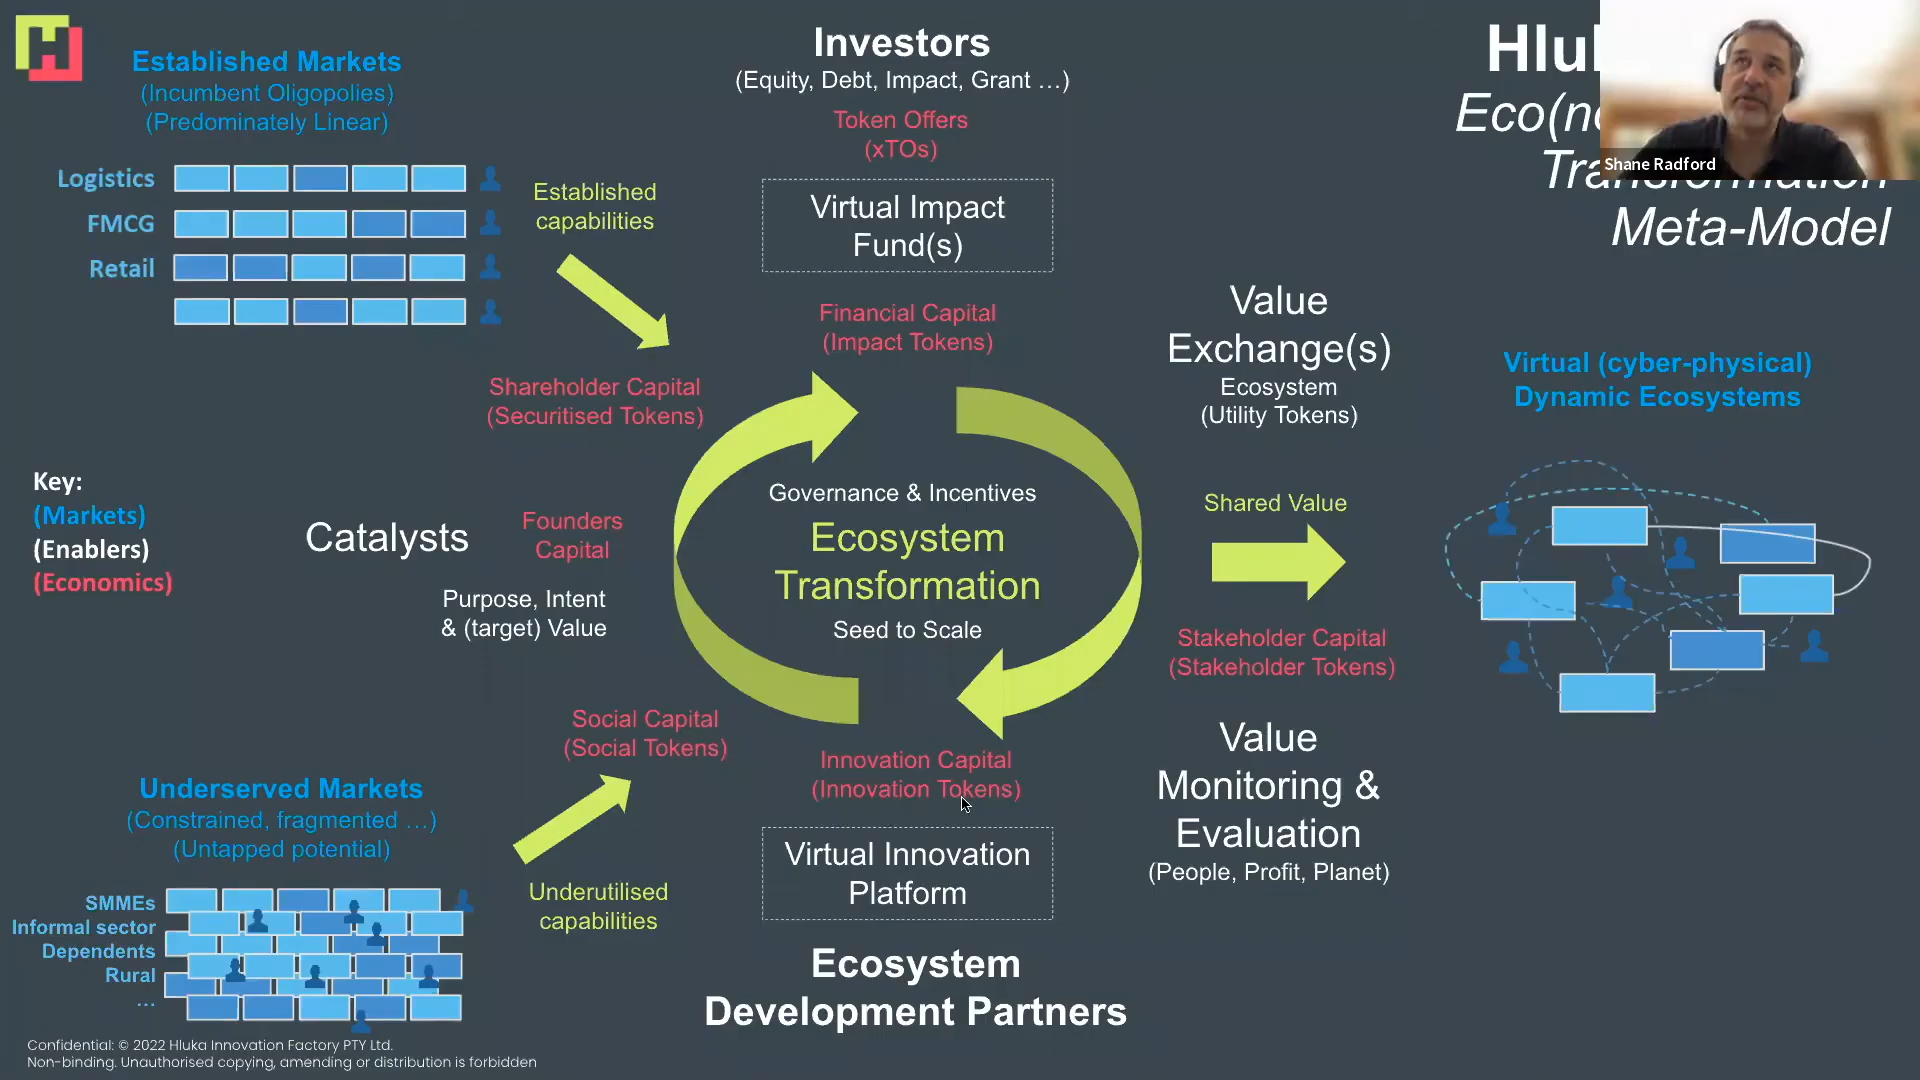 Established Markets
(Incumbent Oligopolies)
(Predominately Linear)
Logistics
FMCG
Retail
Established
capabilities
Investors
(Equity, Debt, Impact, Grant ...)
Token Offers
(xTOs)
Virtual Impact
Fund(s)
Financial Capital
(Impact Tokens)
Shane Radford
Meta-Model
Value
Exchange(s)
Ecosystem
(Utility Tokens)
Virtual (cyber-physical)
Dynamic Ecosystems
Shareholder Capital
(Securitised Tokens)
Key:
(Markets)
(Enablers)
(Economics)
Catalysts
Founders
Capital
Purpose, Intent
& (target) Value
Governance & Incentives
Ecosystem
Transformation
Seed to Scale
Shared Value
Stakeholder Capital
(Stakeholder Tokens)
Social Capital
(Social Tokens)
Innovation Capital
(Innovation Tokens)
Value
Monitoring &
Evaluation
(People, Profit, Planet)
Underserved Markets
(Constrained, fragmented ...)
(Untapped potential)
SMMEs
Informal sector
Dependents
Rural
...
Underutilised
capabilities
Virtual Innovation
Platform
Ecosystem
Development Partners
Confidential: © 2022 Hluka Innovation Factory PTY Ltd.
Non-binding. Unauthorised copying, amending or distribution is forbidden